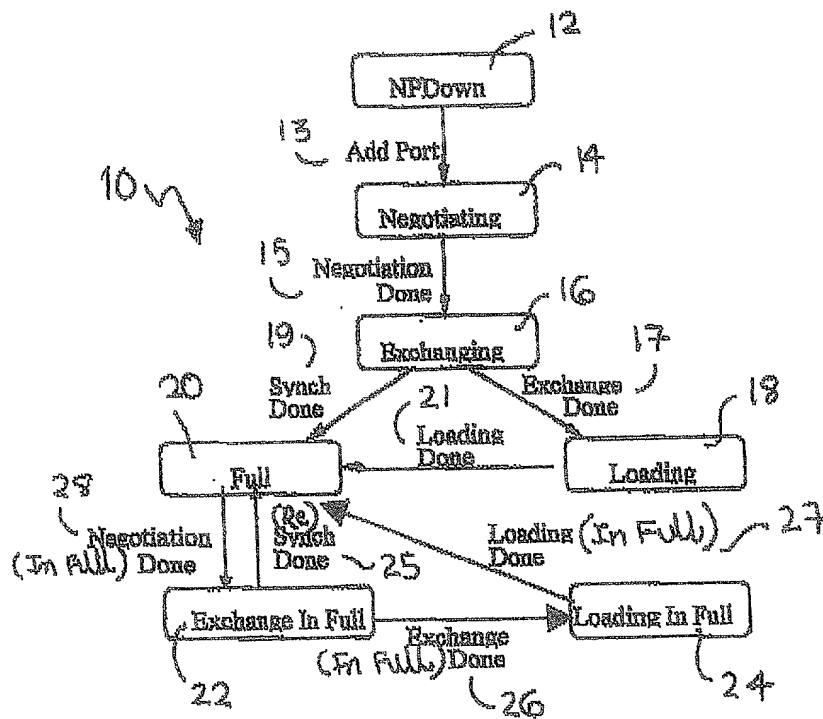 12
NPDown
13
Add Port
10
14
Negotiating
15
Negotiation
Done
16
Exchanging
19
Synch
Done
17
Exchange
Done
20
21
Loading
Done
18
Full
Loading
28
Negotiation
(In Full) Done
(Re)
Synch
Done
25
Loading (In Full)
Done
27
Exchange In Full
Loading In Full
22
Exchange
(In Full) Done
26
24